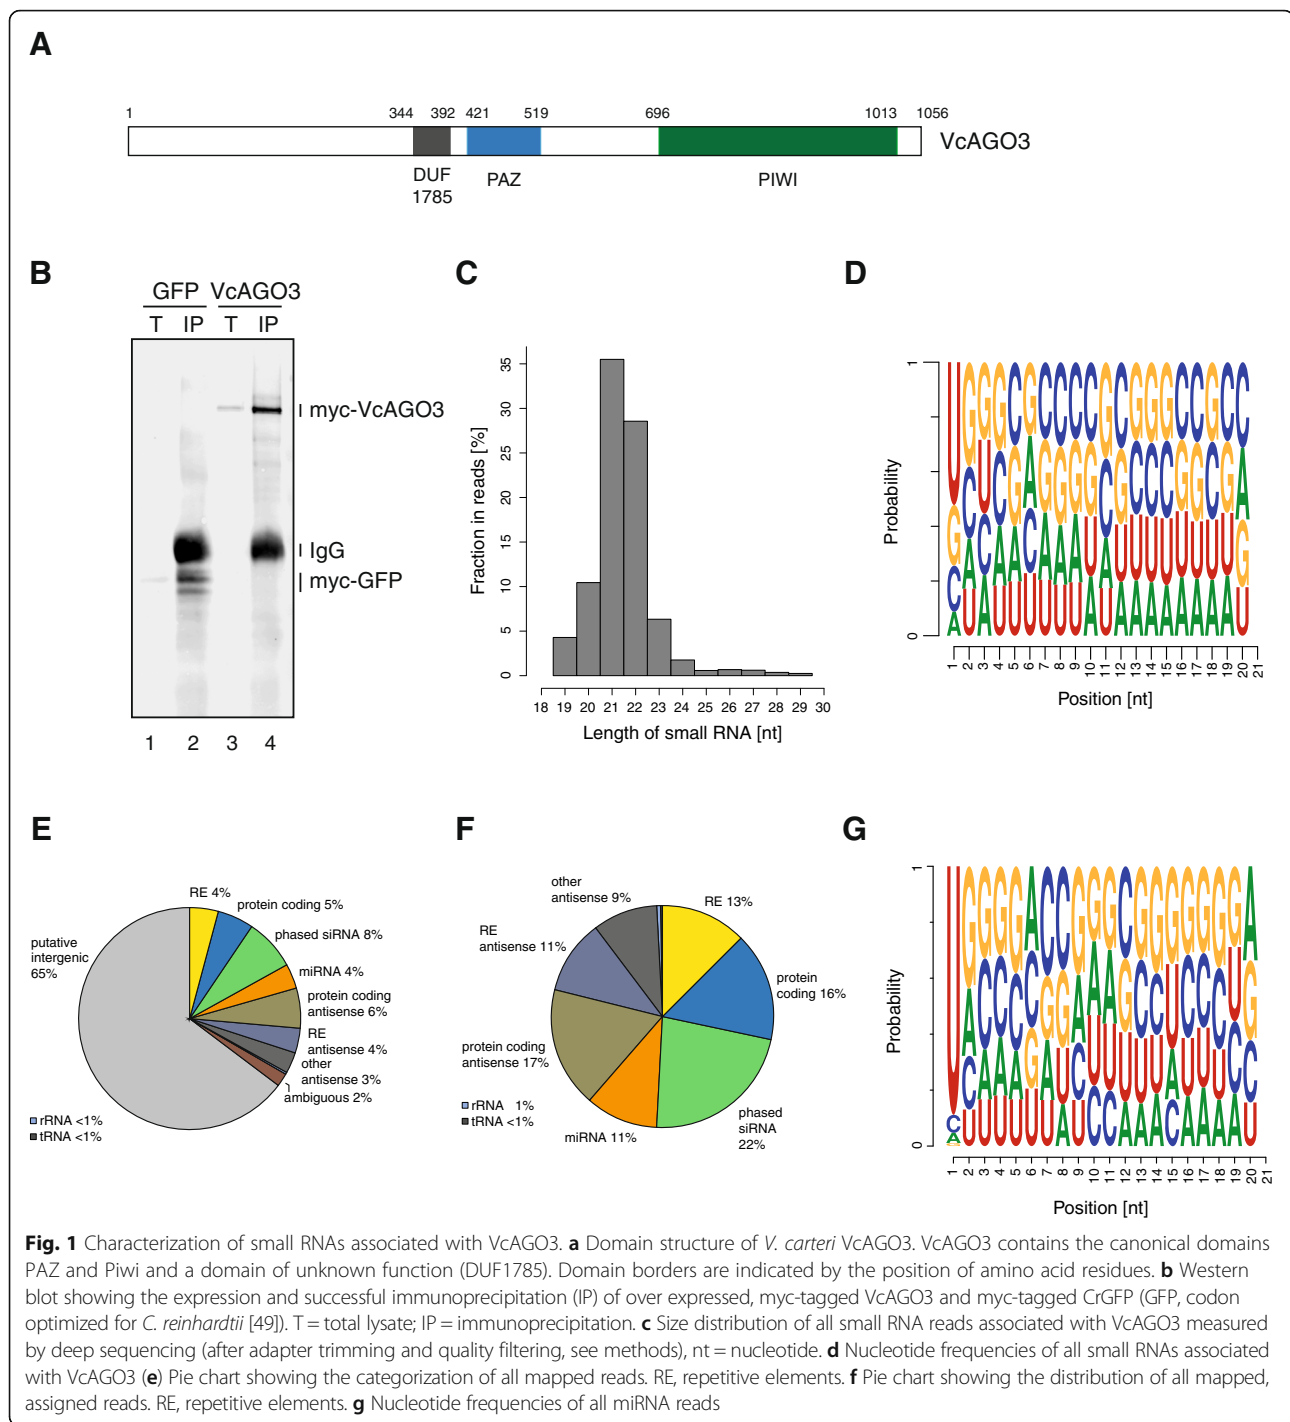 A
1 344 392 421 519 696 1013 1056
VcAGO3
DUF
1785
PAZ
PIWI
B
GFP VcAGO3
T IP T IP
myc-VcAGO3
IgG
myc-GFP
1 2 3 4
C
Fraction in reads [%]
0 5 10 15 20 25 30 35
18 19 20 21 22 23 24 25 26 27 28 29 30
Length of small RNA [nt]
D
Probability
0 1
1 2 3 4 5 6 7 8 9 10 11 12 13 14 15 16 17 18 19 20 21
Position [nt]
E
RE 4%
protein coding 5%
phased siRNA 8%
miRNA 4%
protein coding
antisense 6%
RE
antisense 4%
other
antisense 3%
ambiguous 2%
putative
intergenic
65%
rRNA <1%
tRNA <1%
F
other
antisense 9%
RE 13%
RE
antisense 11%
protein
coding 16%
protein coding
antisense 17%
phased
siRNA
22%
miRNA 11%
rRNA 1%
tRNA <1%
G
Probability
0 1
1 2 3 4 5 6 7 8 9 10 11 12 13 14 15 16 17 18 19 20 21
Position [nt]
Fig. 1 Characterization of small RNAs associated with VcAGO3. a Domain structure of V. carteri VcAGO3. VcAGO3 contains the canonical domains
PAZ and Piwi and a domain of unknown function (DUF1785). Domain borders are indicated by the position of amino acid residues. b Western
blot showing the expression and successful immunoprecipitation (IP) of over expressed, myc-tagged VcAGO3 and myc-tagged CrGFP (GFP, codon
optimized for C. reinhardtii [49]). T = total lysate; IP = immunoprecipitation. c Size distribution of all small RNA reads associated with VcAGO3 measured
by deep sequencing (after adapter trimming and quality filtering, see methods), nt = nucleotide. d Nucleotide frequencies of all small RNAs associated
with VcAGO3 (e) Pie chart showing the categorization of all mapped reads. RE, repetitive elements. f Pie chart showing the distribution of all mapped,
assigned reads. RE, repetitive elements. g Nucleotide frequencies of all miRNA reads